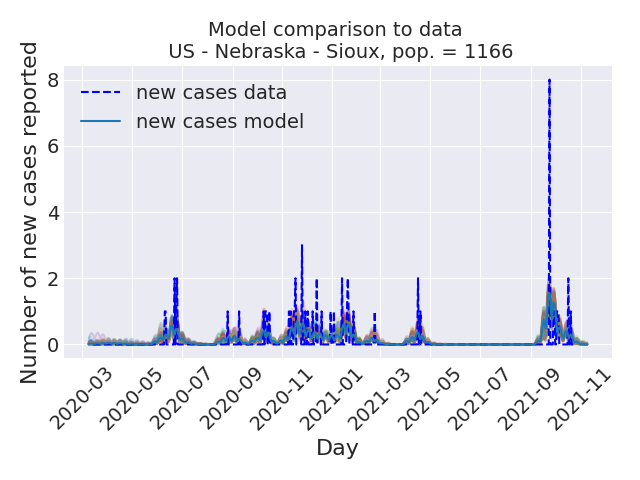 Model comparison to data
US - Nebraska - Sioux, pop. = 1166
Number of new cases reported
8
6
4
2
0
new cases data
new cases model
2020-03
2020-05
2020-07
2020-09
2020-11
2021-01
2021-03
2021-05
2021-07
2021-09
2021-11
Day